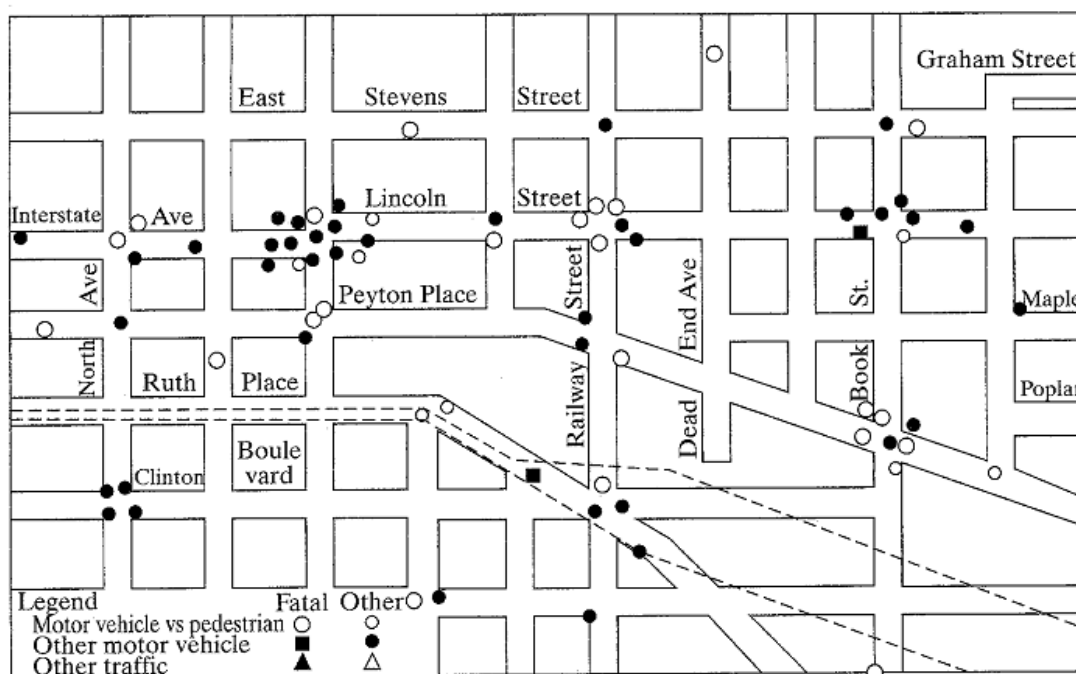 Graham Street
East Stevens Street
Lincoln Street
Interstate Ave
Peyton Place
North Ave
Railway Street
Dead End Ave
Book St.
Maple
Ruth Place
Poplar
Boule
vard
Clinton
Legend Fatal Other
Motor vehicle vs pedestrian
Other motor vehicle
Other traffic